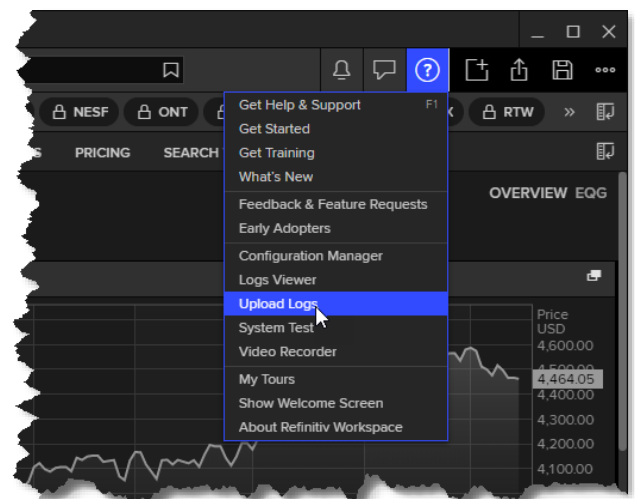 NESF ONT RTW »
PRICING SEARCH
OVERVIEW EQG
Get Help & Support F1
Get Started
Get Training
What's New
Feedback & Feature Requests
Early Adopters
Configuration Manager
Logs Viewer
Upload Logs
System Test
Video Recorder
My Tours
Show Welcome Screen
About Refinitiv Workspace
Price
USD
4,600.00
4,464.05
4,400.00
4,300.00
4,200.00
4,100.00